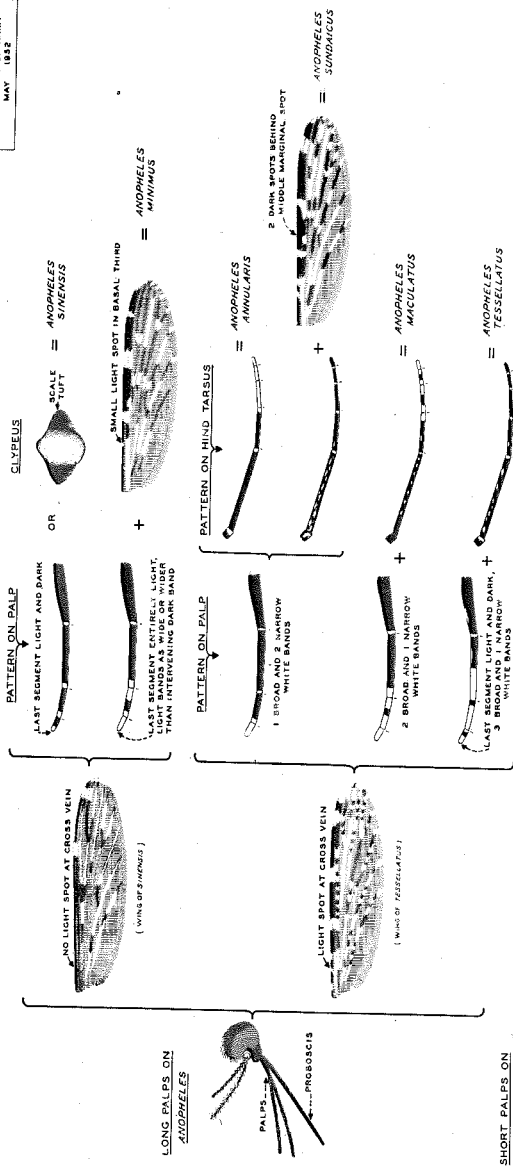 MAY 1952
LONG PALPS ON
ANOPHELES
PALPS
PROBOSCIS
SHORT PALPS ON
NO LIGHT SPOT AT CROSS VEIN
( WING OF SINENSIS )
LIGHT SPOT AT CROSS VEIN
( WING OF TESSELLATUS )
PATTERN ON PALP
LAST SEGMENT LIGHT AND DARK
OR
CLYPEUS
SCALE
TUFT
= ANOPHELES
SINENSIS
LAST SEGMENT ENTIRELY LIGHT,
LIGHT BANDS AS WIDE OR WIDER
THAN INTERVENING DARK BAND
+
SMALL LIGHT SPOT IN BASAL THIRD
= ANOPHELES
MINIMUS
PATTERN ON PALP
PATTERN ON HIND TARSUS
1 BROAD AND 2 NARROW
WHITE BANDS
= ANOPHELES
ANNULARIS
+
2 DARK SPOTS BEHIND
MIDDLE MARGINAL SPOT
= ANOPHELES
SUNDAICUS
2 BROAD AND 1 NARROW
WHITE BANDS
+
= ANOPHELES
MACULATUS
LAST SEGMENT LIGHT AND DARK,
3 BROAD AND 1 NARROW
WHITE BANDS
+
= ANOPHELES
TESSELLATUS